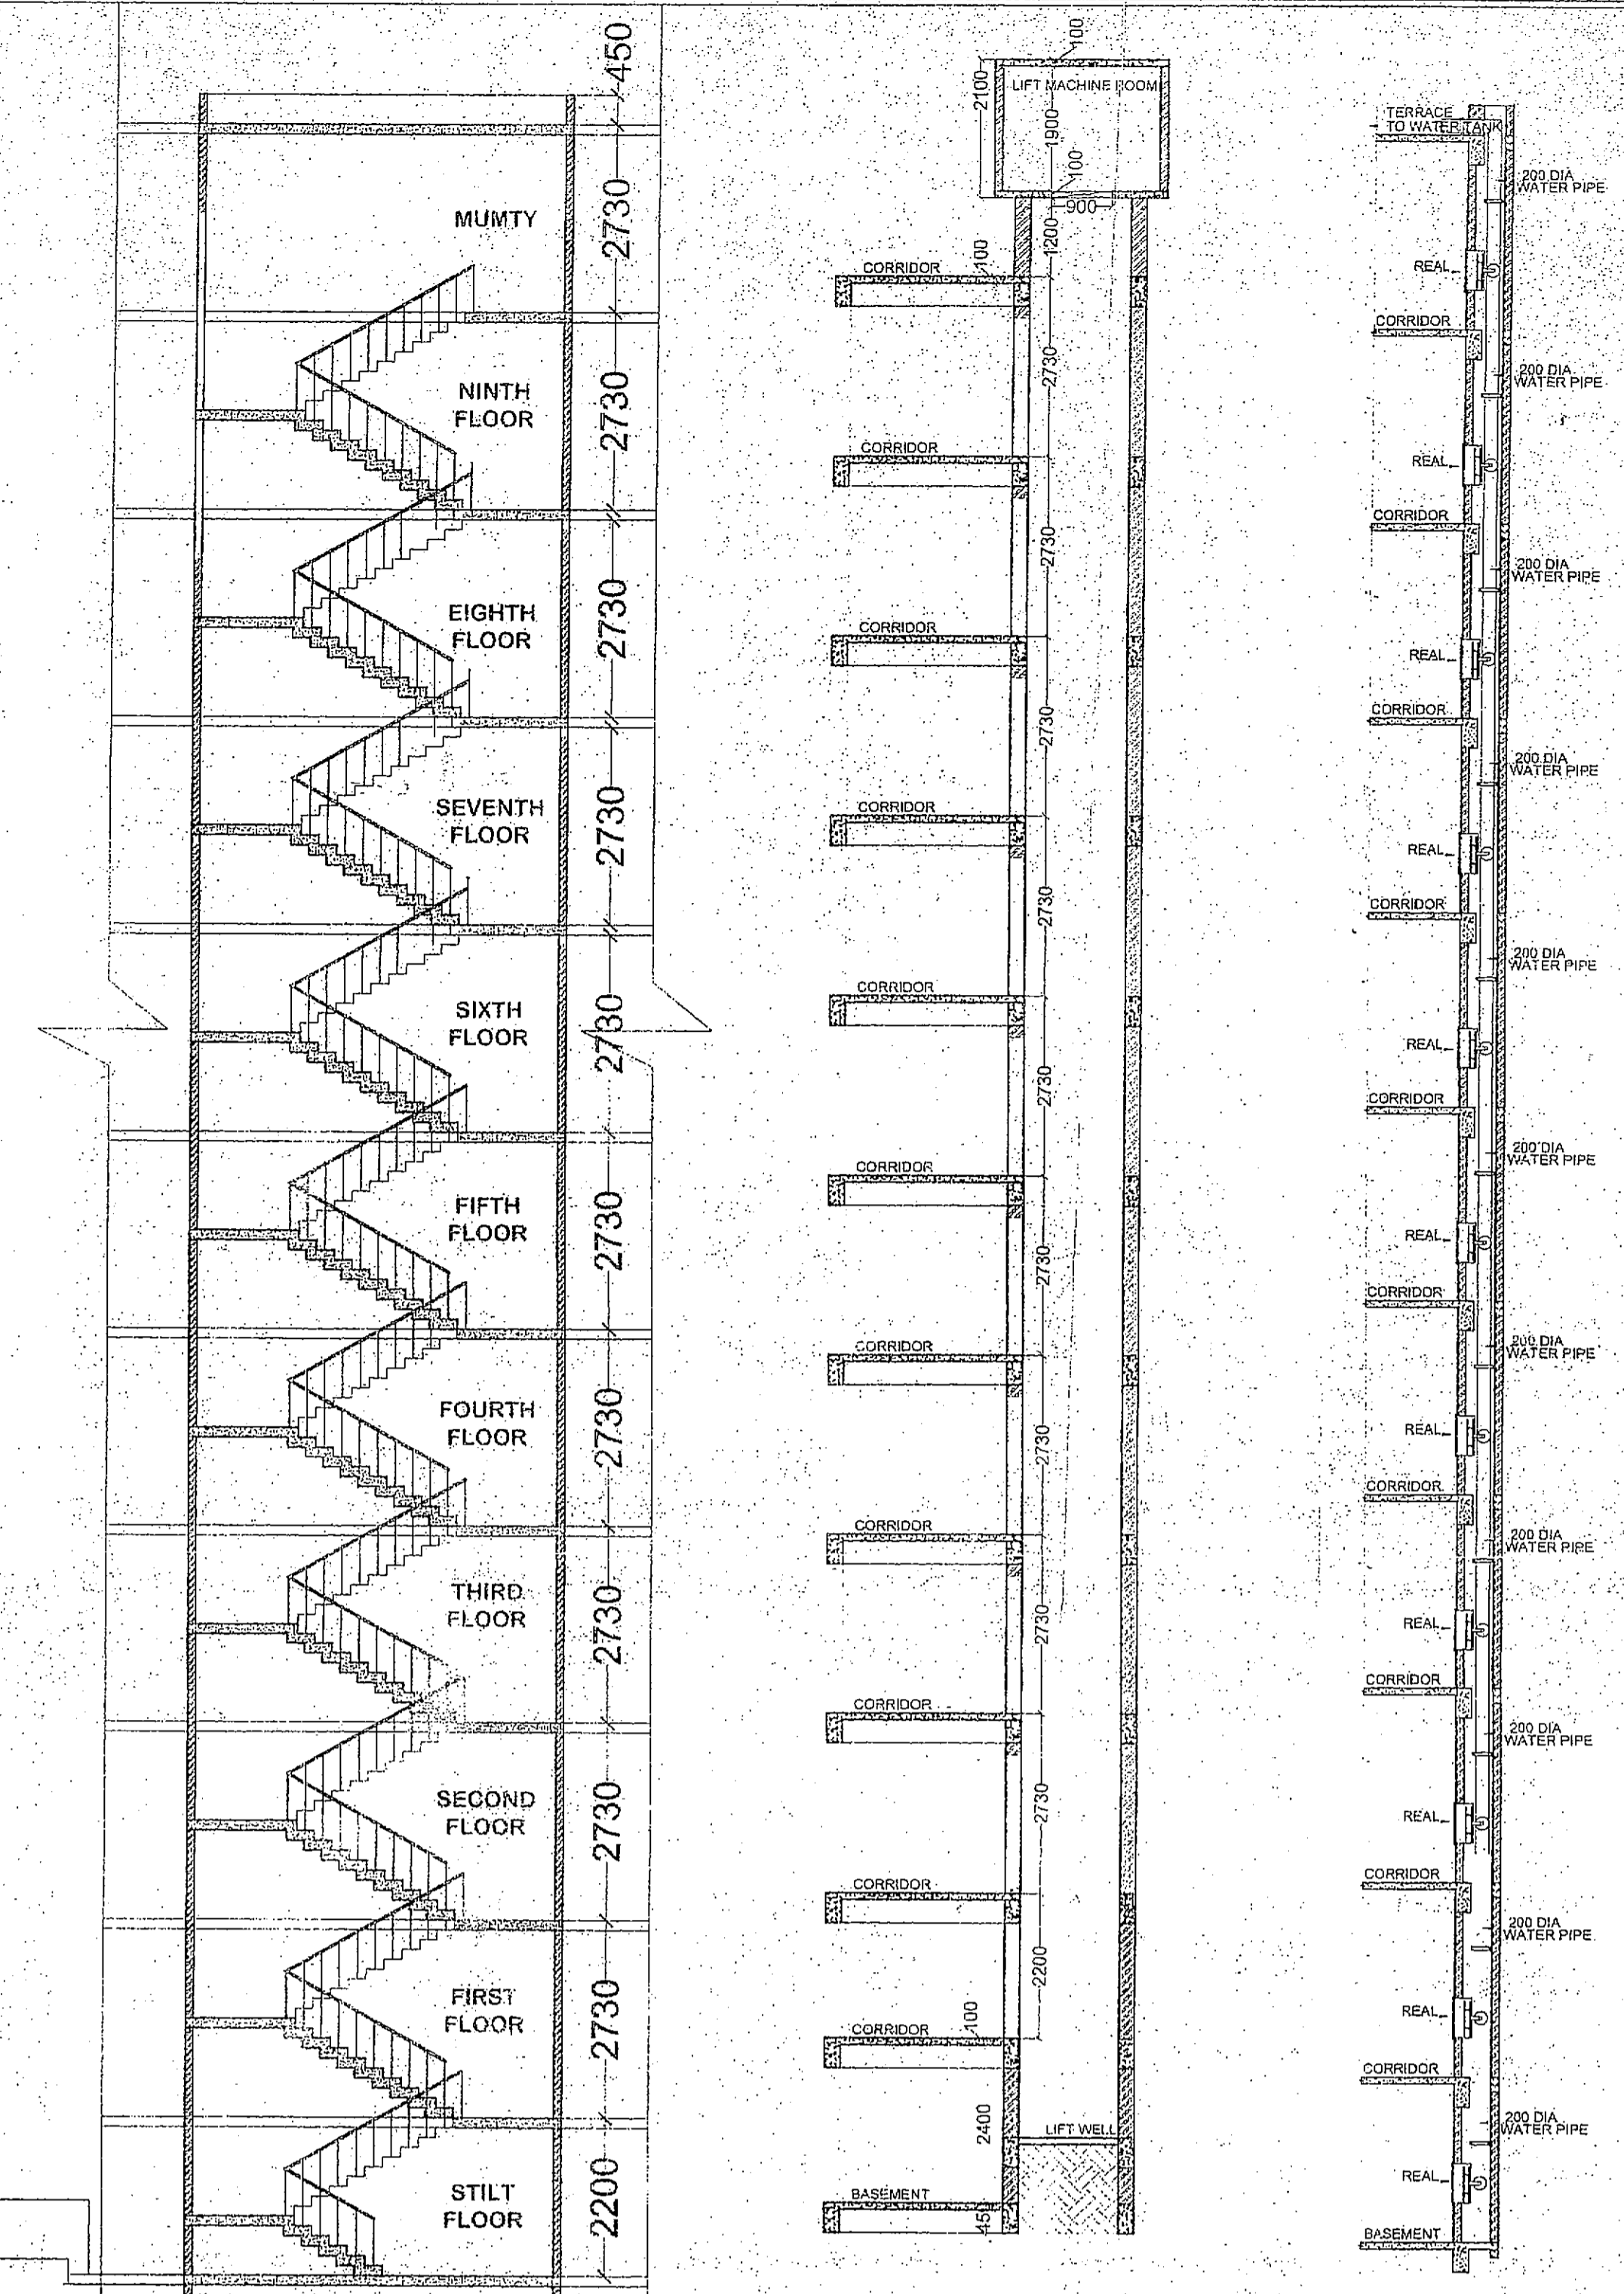 450
2730
MUMTY
2730
NINTH
FLOOR
2730
EIGHTH
FLOOR
2730
SEVENTH
FLOOR
2730
SIXTH
FLOOR
2730
FIFTH
FLOOR
2730
FOURTH
FLOOR
2730
THIRD
FLOOR
2730
SECOND
FLOOR
2730
FIRST
FLOOR
2730
STILT
FLOOR
2200
100
2100
LIFT MACHINE ROOM
1900
100
900
1200
100
CORRIDOR
2730
CORRIDOR
2730
CORRIDOR
2730
CORRIDOR
2730
CORRIDOR
2730
CORRIDOR
2730
CORRIDOR
2730
CORRIDOR
2730
CORRIDOR
2730
CORRIDOR
2200
100
CORRIDOR
2400
LIFT WELL
BASEMENT
450
TERRACE
TO WATER TANK
200 DIA
WATER PIPE
REAL
CORRIDOR
200 DIA
WATER PIPE
REAL
CORRIDOR
200 DIA
WATER PIPE
REAL
CORRIDOR
200 DIA
WATER PIPE
REAL
CORRIDOR
200 DIA
WATER PIPE
REAL
CORRIDOR
200 DIA
WATER PIPE
REAL
CORRIDOR
200 DIA
WATER PIPE
REAL
CORRIDOR
200 DIA
WATER PIPE
REAL
CORRIDOR
200 DIA
WATER PIPE
REAL
CORRIDOR
200 DIA
WATER PIPE
REAL
CORRIDOR
200 DIA
WATER PIPE
REAL
BASEMENT